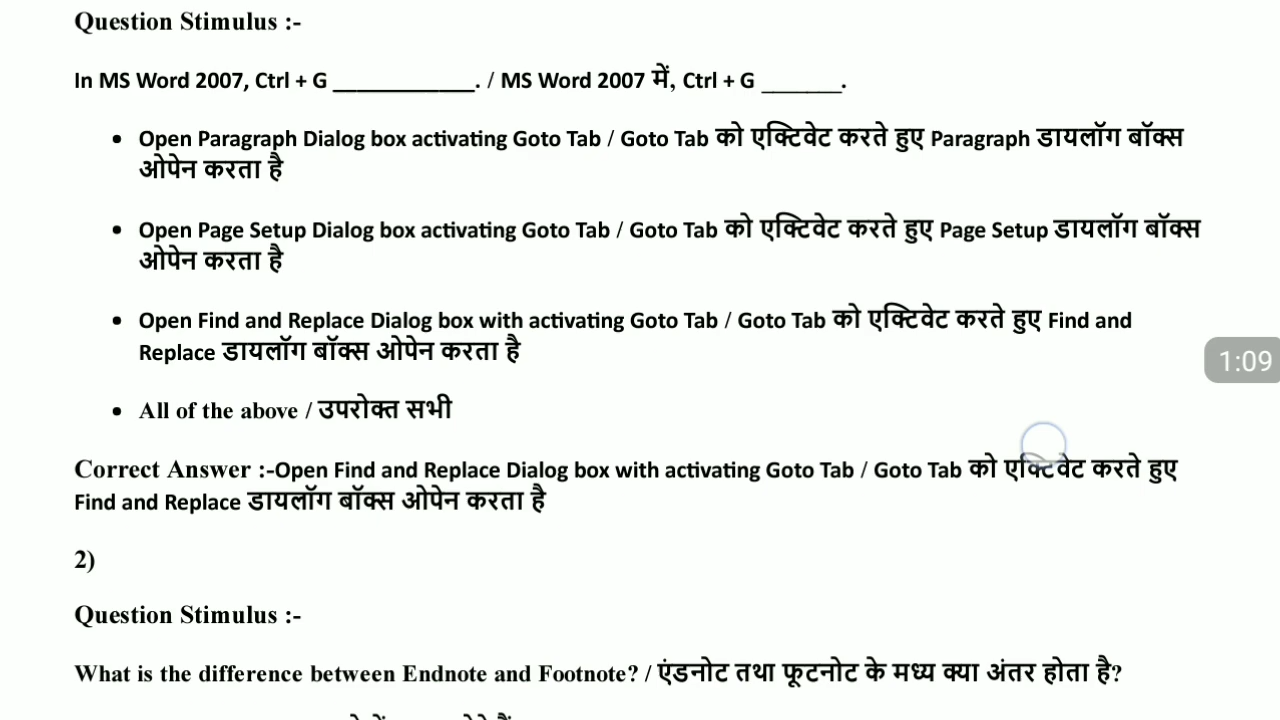 Question Stimulus :-
In MS Word 2007, Ctrl + G ____________. / MS Word 2007 में, Ctrl + G _______.
• Open Paragraph Dialog box activating Goto Tab / Goto Tab को एक्टिवेट करते हुए Paragraph डायलॉग बॉक्स
ओपेन करता है
• Open Page Setup Dialog box activating Goto Tab / Goto Tab को एक्टिवेट करते हुए Page Setup डायलॉग बॉक्स
ओपेन करता है
• Open Find and Replace Dialog box with activating Goto Tab / Goto Tab को एक्टिवेट करते हुए Find and
Replace डायलॉग बॉक्स ओपेन करता है
1:09
• All of the above / उपरोक्त सभी
Correct Answer :-Open Find and Replace Dialog box with activating Goto Tab / Goto Tab को एक्टिवेट करते हुए
Find and Replace डायलॉग बॉक्स ओपेन करता है
2)
Question Stimulus :-
What is the difference between Endnote and Footnote? / एंडनोट तथा फूटनोट के मध्य क्या अंतर होता है?